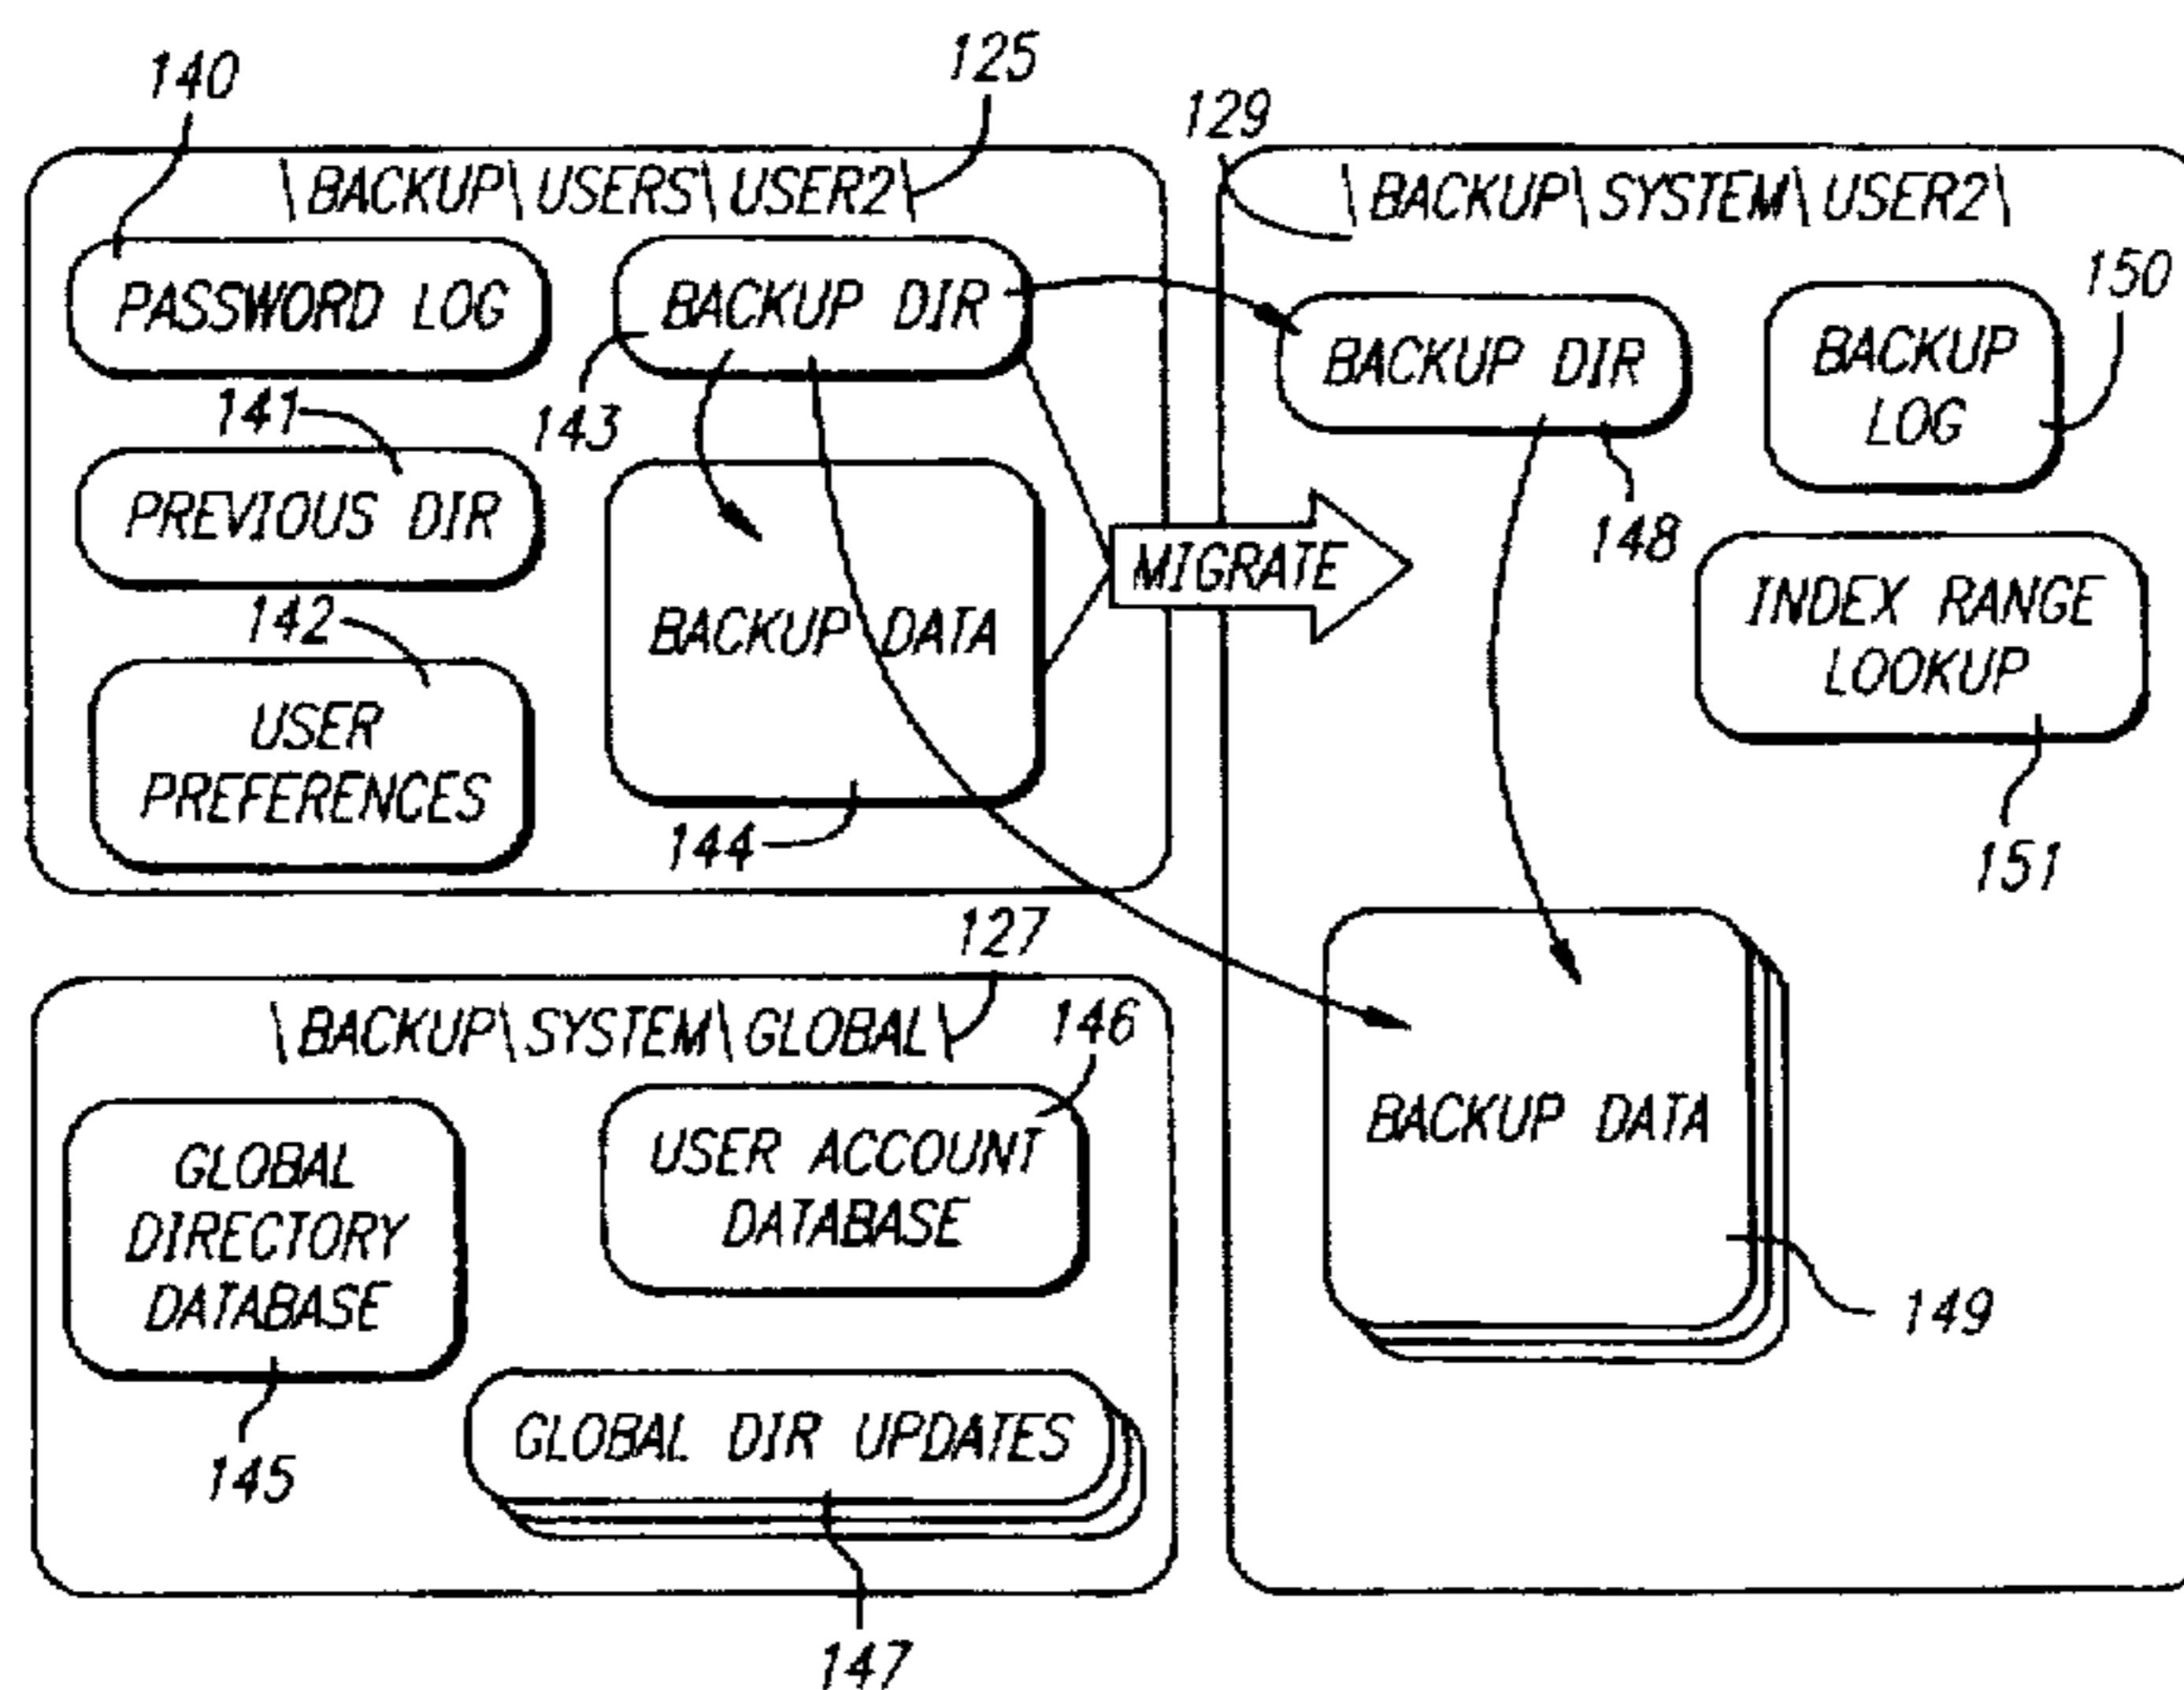 140
125
129
\BACKUP\USERS\USER2\
\BACKUP\SYSTEM\USER2\
PASSWORD LOG
BACKUP DIR
150
BACKUP DIR
BACKUP
LOG
141
143
PREVIOUS DIR
148
MIGRATE
142
BACKUP DATA
INDEX RANGE
LOOKUP
USER
PREFERENCES
144
151
127
\BACKUP\SYSTEM\GLOBAL\
146
GLOBAL
DIRECTORY
DATABASE
USER ACCOUNT
DATABASE
BACKUP DATA
149
145
GLOBAL DIR UPDATES
147